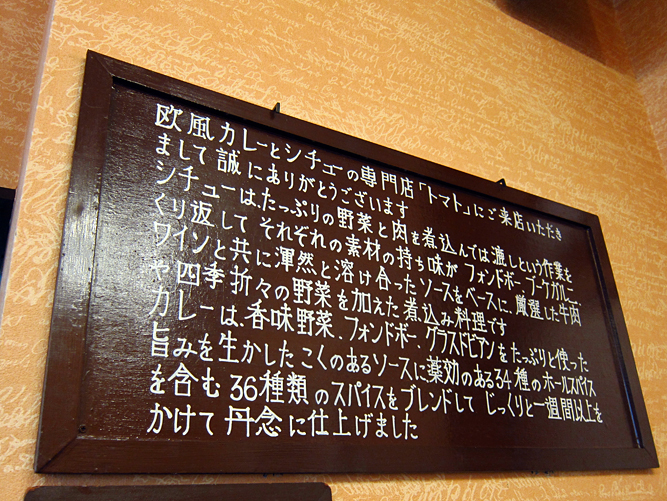 欧風カレーとシチューの専門店「トマト」にご来店いただき
まして誠にありがとうございます
シチューは、たっぷりの野菜と肉を煮込んでは漉しという作業を
くり返して それぞれの素材の持ち味が フォンドボー、ブーケガルニ、
ワインと共に渾然と溶け合ったソースをベースに、厳選した牛肉
や四季折々の野菜を加えた煮込み料理です
カレーは、香味野菜、フォンドボー、グラスドビアンをたっぷりと使った
旨みを生かしたこくのあるソースに薬効のある34種のホールスパイス
を含む 36種類 のスパイスをブレンドして じっくりと一週間以上を
かけて 丹念に仕上げました